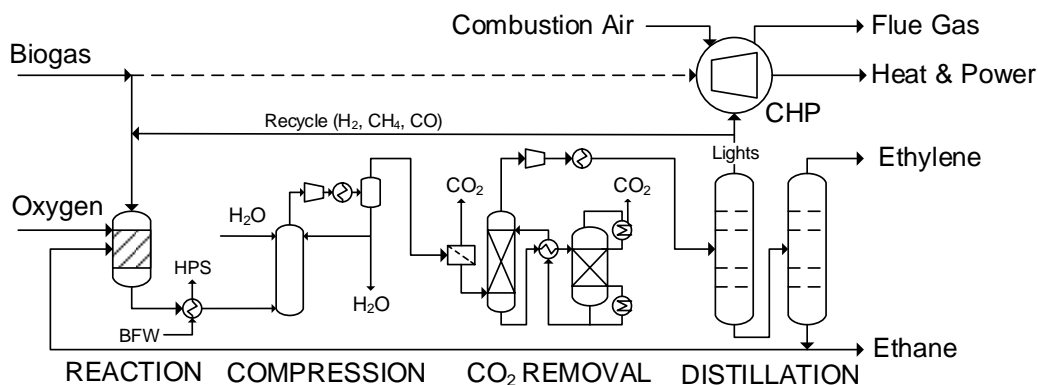 Combustion Air
Flue Gas
Biogas
Heat & Power
CHP
Recycle (H₂, CH₄, CO)
Lights
Ethylene
CO₂
CO₂
Oxygen
H₂O
HPS
H₂O
BFW
Ethane
REACTION
COMPRESSION
CO₂ REMOVAL
DISTILLATION